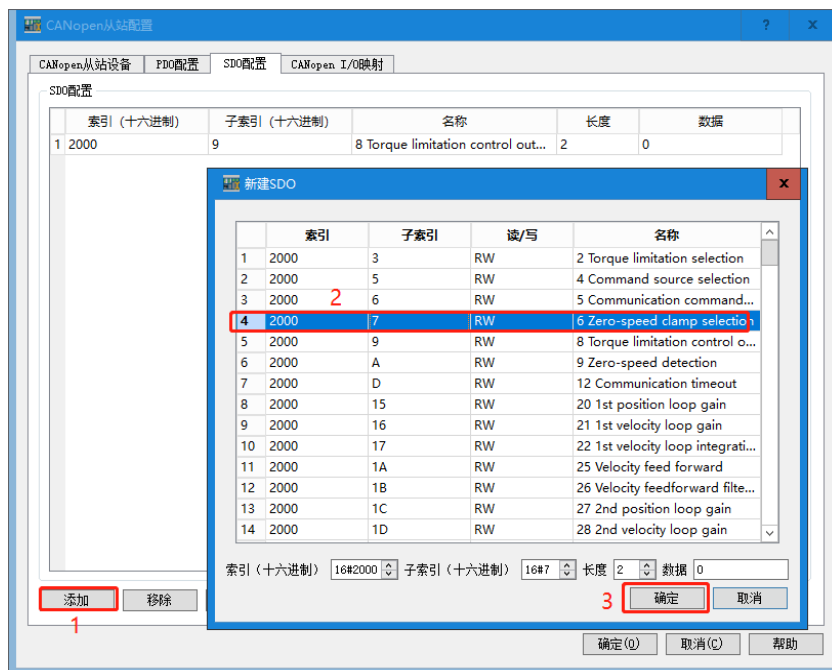 CANopen从站配置
? x
CANopen从站设备 PDO配置 SDO配置 CANopen I/O映射
SDO配置
索引 (十六进制) 子索引 (十六进制) 名称 长度 数据
1 2000 9 8 Torque limitation control out... 2 0
新建SDO x
索引 子索引 读/写 名称
1 2000 3 RW 2 Torque limitation selection
2 2000 5 RW 4 Command source selection
3 2000 6 RW 5 Communication command...
2
4 2000 7 RW 6 Zero-speed clamp selection
5 2000 9 RW 8 Torque limitation control o...
6 2000 A RW 9 Zero-speed detection
7 2000 D RW 12 Communication timeout
8 2000 15 RW 20 1st position loop gain
9 2000 16 RW 21 1st velocity loop gain
10 2000 17 RW 22 1st velocity loop integrati...
11 2000 1A RW 25 Velocity feed forward
12 2000 1B RW 26 Velocity feedforward filte...
13 2000 1C RW 27 2nd position loop gain
14 2000 1D RW 28 2nd velocity loop gain
索引 (十六进制) 16#2000 子索引 (十六进制) 16#7 长度 2 数据 0
3 确定 取消
添加 移除
1
确定(O) 取消(C) 帮助